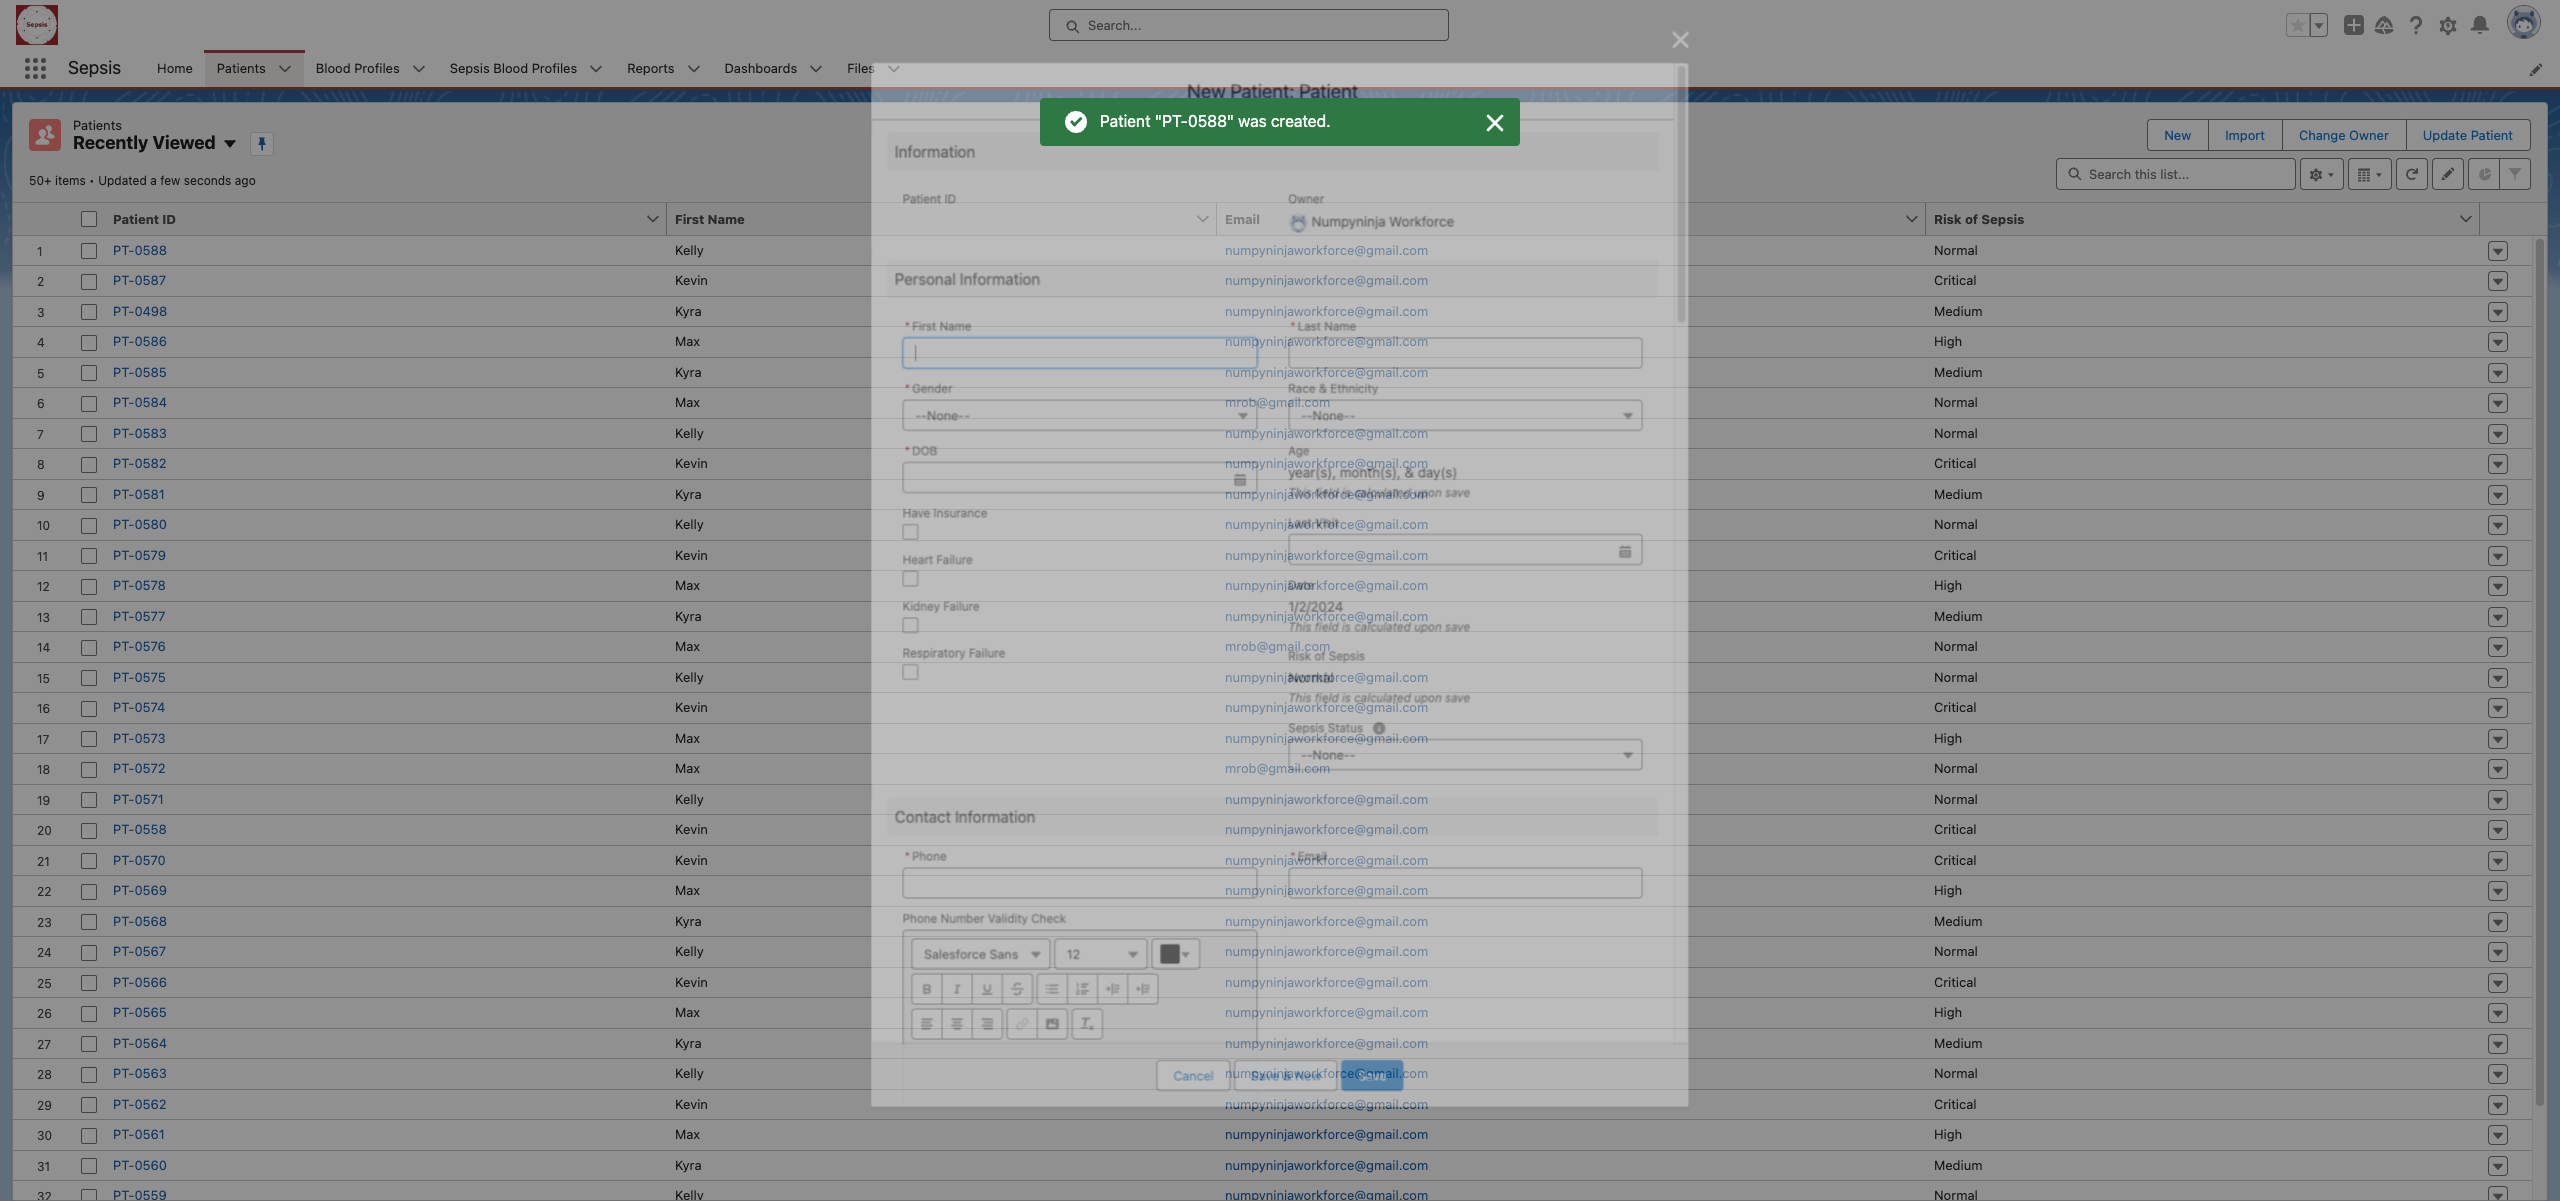 Sepsis
Search...
Sepsis
Home
Patients
Blood Profiles
Sepsis Blood Profiles
Reports
Dashboards
Files
New Patient: Patient
Patient "PT-0588" was created.
Patients
Recently Viewed
50+ items • Updated a few seconds ago
New
Import
Change Owner
Update Patient
Search this list...
Patient ID
First Name
Email
Risk of Sepsis
1 PT-0588 Kelly numpyninjaworkforce@gmail.com Normal
2 PT-0587 Kevin numpyninjaworkforce@gmail.com Critical
3 PT-0498 Kyra numpyninjaworkforce@gmail.com Medium
4 PT-0586 Max numpyninjaworkforce@gmail.com High
5 PT-0585 Kyra numpyninjaworkforce@gmail.com Medium
6 PT-0584 Max mrob@gmail.com Normal
7 PT-0583 Kelly numpyninjaworkforce@gmail.com Normal
8 PT-0582 Kevin numpyninjaworkforce@gmail.com Critical
9 PT-0581 Kyra numpyninjaworkforce@gmail.com Medium
10 PT-0580 Kelly numpyninjaworkforce@gmail.com Normal
11 PT-0579 Kevin numpyninjaworkforce@gmail.com Critical
12 PT-0578 Max numpyninjaworkforce@gmail.com High
13 PT-0577 Kyra numpyninjaworkforce@gmail.com Medium
14 PT-0576 Max mrob@gmail.com Normal
15 PT-0575 Kelly numpyninjaworkforce@gmail.com Normal
16 PT-0574 Kevin numpyninjaworkforce@gmail.com Critical
17 PT-0573 Max numpyninjaworkforce@gmail.com High
18 PT-0572 Max mrob@gmail.com Normal
19 PT-0571 Kelly numpyninjaworkforce@gmail.com Normal
20 PT-0558 Kevin numpyninjaworkforce@gmail.com Critical
21 PT-0570 Kevin numpyninjaworkforce@gmail.com Critical
22 PT-0569 Max numpyninjaworkforce@gmail.com High
23 PT-0568 Kyra numpyninjaworkforce@gmail.com Medium
24 PT-0567 Kelly numpyninjaworkforce@gmail.com Normal
25 PT-0566 Kevin numpyninjaworkforce@gmail.com Critical
26 PT-0565 Max numpyninjaworkforce@gmail.com High
27 PT-0564 Kyra numpyninjaworkforce@gmail.com Medium
28 PT-0563 Kelly numpyninjaworkforce@gmail.com Normal
29 PT-0562 Kevin numpyninjaworkforce@gmail.com Critical
30 PT-0561 Max numpyninjaworkforce@gmail.com High
31 PT-0560 Kyra numpyninjaworkforce@gmail.com Medium
32 PT-0559 Kelly numpyninjaworkforce@gmail.com Normal
Information
Patient ID
Owner
Numpyninja Workforce
Personal Information
* First Name
* Last Name
* Gender
--None--
Race & Ethnicity
--None--
* DOB
Age
year(s), month(s), & day(s)
This field is calculated upon save
Have Insurance
Last Visit
Heart Failure
Date
1/2/2024
This field is calculated upon save
Kidney Failure
Respiratory Failure
Risk of Sepsis
Normal
This field is calculated upon save
Sepsis Status
--None--
Contact Information
* Phone
* Email
Phone Number Validity Check
Salesforce Sans
12
B I U S
Cancel
Save & New
Save